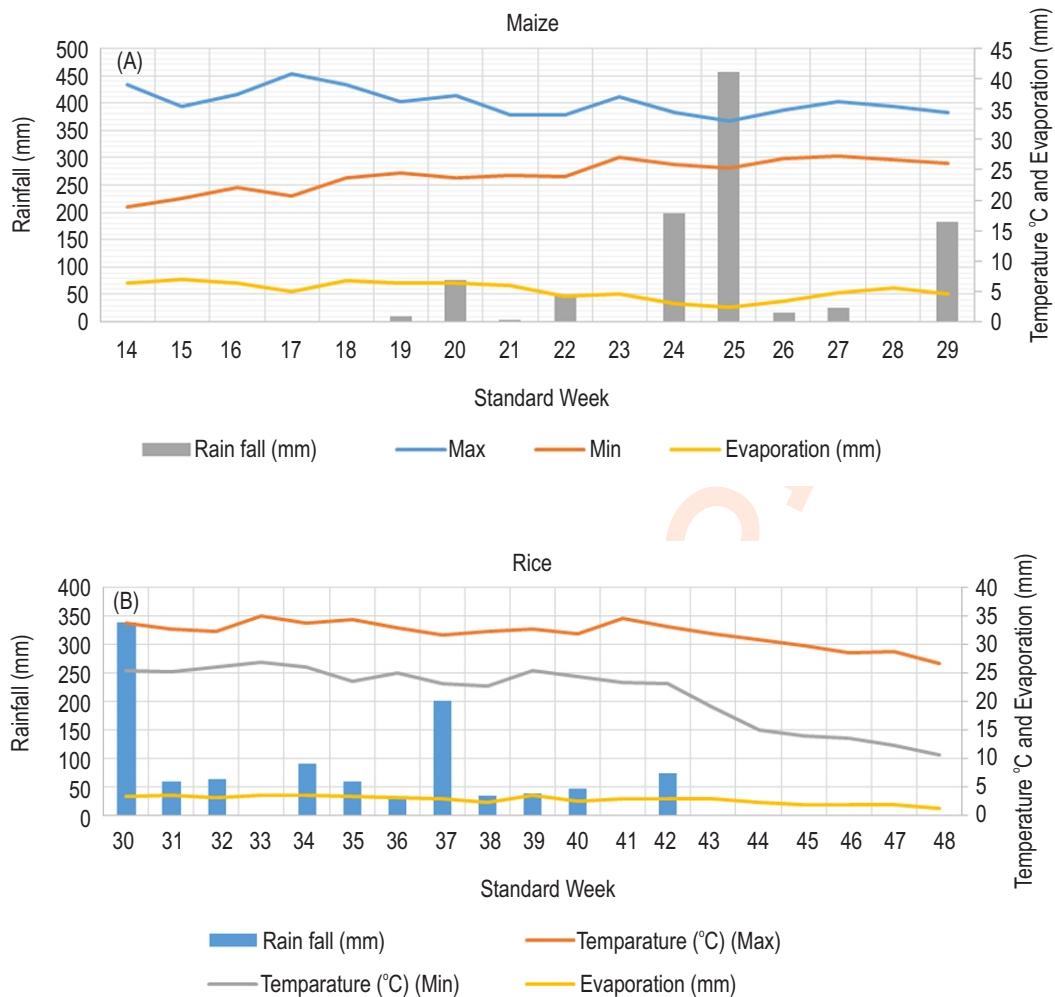 Maize
(A)
500
450
400
350
300
250
200
150
100
50
0
Rainfall (mm)
45
40
35
30
25
20
15
10
5
0
Temperature °C and Evaporation (mm)
14 15 16 17 18 19 20 21 22 23 24 25 26 27 28 29
Standard Week
Rain fall (mm) Max Min Evaporation (mm)
Rice
(B)
400
350
300
250
200
150
100
50
0
Rainfall (mm)
40
35
30
25
20
15
10
5
0
Temperature °C and Evaporation (mm)
30 31 32 33 34 35 36 37 38 39 40 41 42 43 44 45 46 47 48
Standard Week
Rain fall (mm) Temparature (°C) (Max)
Temparature (°C) (Min) Evaporation (mm)